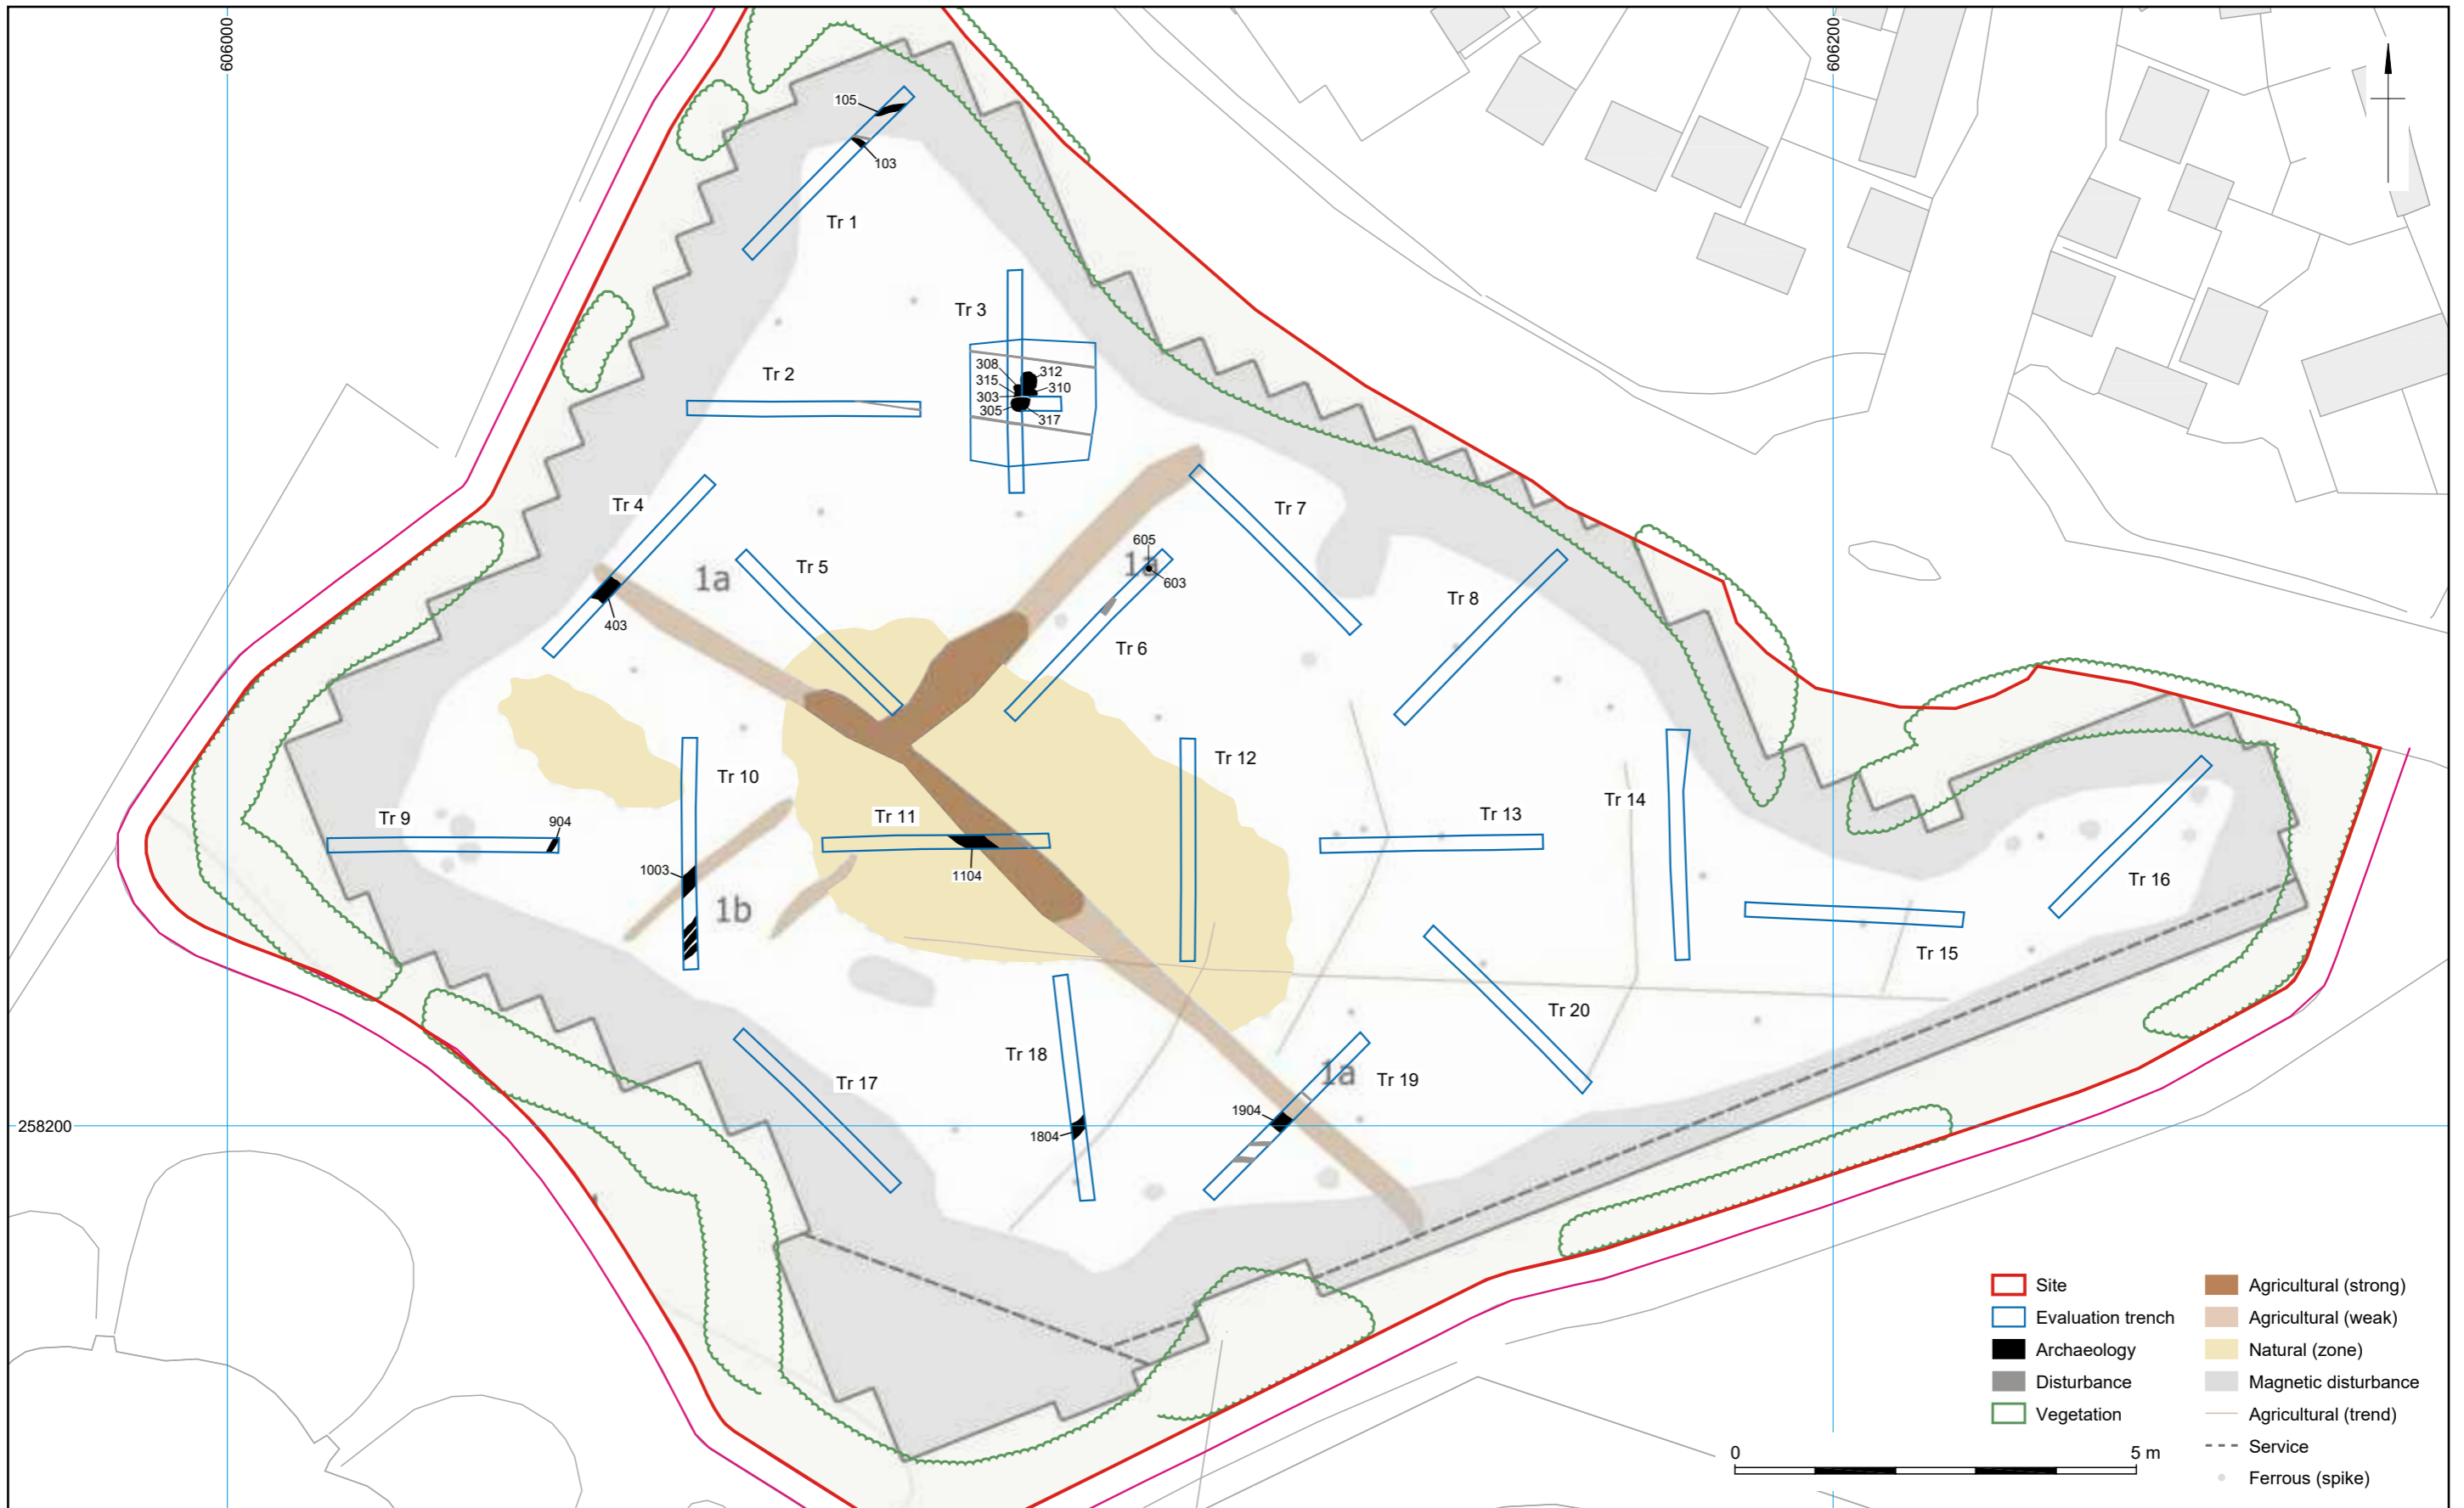 606000
606200
105
103
Tr 1
Tr 3
308
312
315
310
303
305
317
Tr 2
Tr 4
Tr 7
605
1a
1a
603
Tr 5
403
Tr 8
Tr 6
Tr 10
Tr 12
Tr 14
Tr 13
Tr 9
904
Tr 11
1003
1104
Tr 16
1b
Tr 15
Tr 20
Tr 18
Tr 17
1a
Tr 19
1904
258200
1804
Site
Evaluation trench
Archaeology
Disturbance
Vegetation
Agricultural (strong)
Agricultural (weak)
Natural (zone)
Magnetic disturbance
Agricultural (trend)
Service
Ferrous (spike)
0
5 m